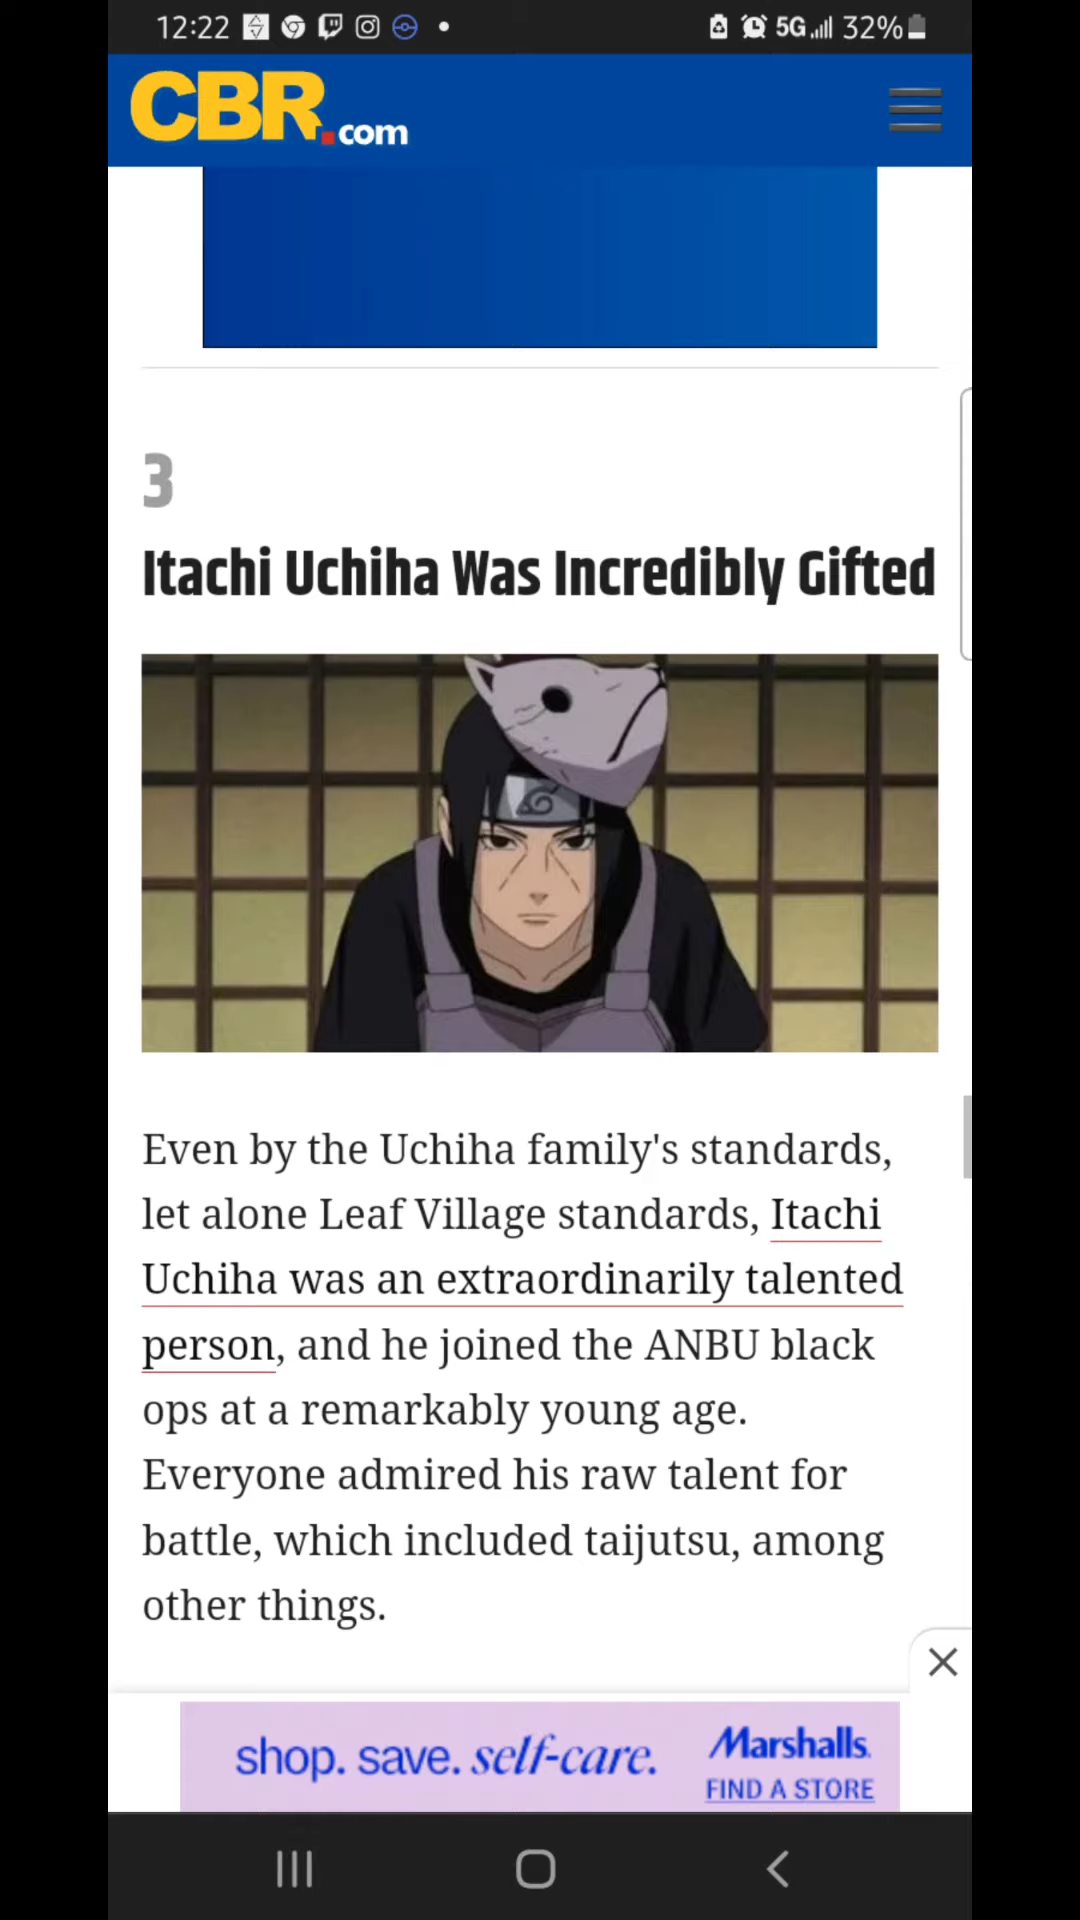 12:22
5G 32%
CBR.com
3
Itachi Uchiha Was Incredibly Gifted
Even by the Uchiha family's standards,
let alone Leaf Village standards, Itachi
Uchiha was an extraordinarily talented
person, and he joined the ANBU black
ops at a remarkably young age.
Everyone admired his raw talent for
battle, which included taijutsu, among
other things.
shop. save. self-care.
Marshalls.
FIND A STORE